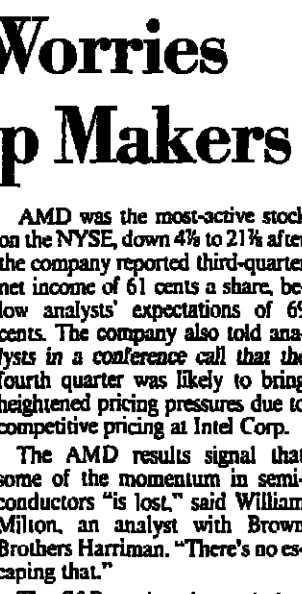 Worries
p Makers
AMD was the most-active stock
on the NYSE, down 4⅞ to 21⅞ after
the company reported third-quarter
net income of 61 cents a share, be-
low analysts' expectations of 69
cents. The company also told ana-
lysts in a conference call that the
fourth quarter was likely to bring
heightened pricing pressures due to
competitive pricing at Intel Corp.
The AMD results signal that
some of the momentum in semi-
conductors "is lost," said William
Milton, an analyst with Brown
Brothers Harriman. "There's no es-
caping that."